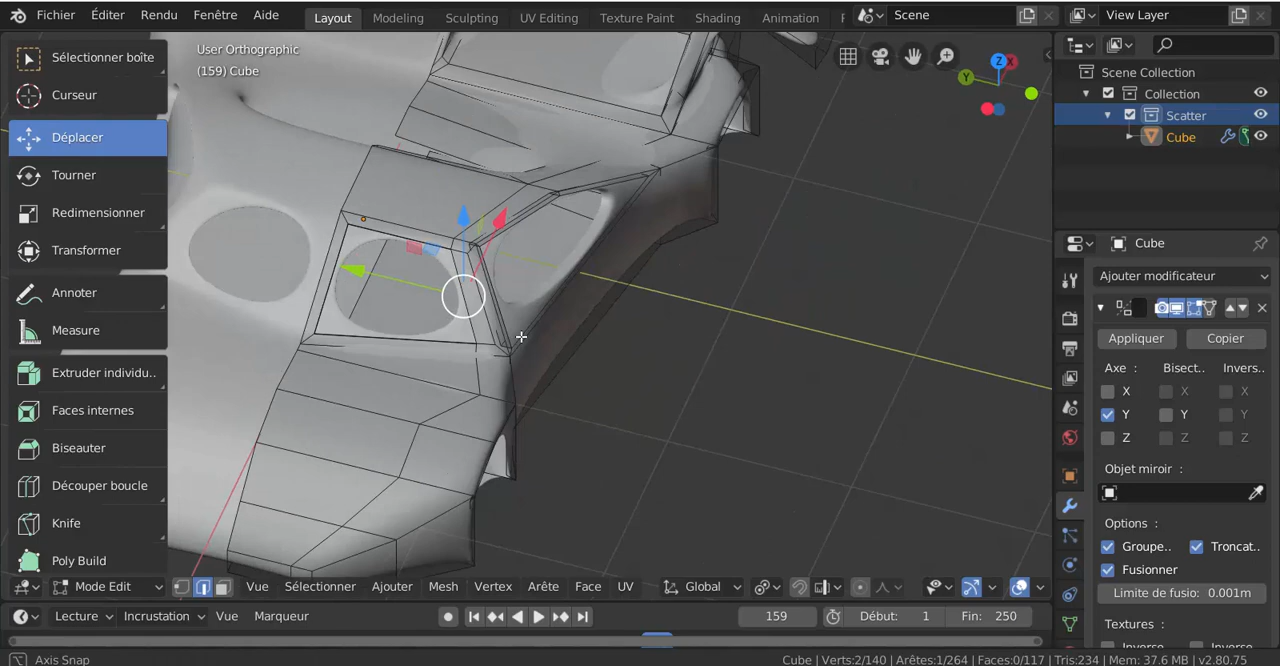 Fichier Éditer Rendu Fenêtre Aide Layout Modeling Sculpting UV Editing Texture Paint Shading Animation Scene View Layer
User Orthographic
(159) Cube
Sélectionner boîte
Curseur
Déplacer
Tourner
Redimensionner
Transformer
Annoter
Measure
Extruder individu..
Faces internes
Biseauter
Découper boucle
Knife
Poly Build
Z
X
Y
Scene Collection
Collection
Scatter
Cube
Cube
Ajouter modificateur
Appliquer Copier
Axe : Bisect... Invers...
X X X
Y Y Y
Z Z Z
Objet miroir :
Options :
Groupe.. Troncat..
Fusionner
Limite de fusio: 0.001m
Textures :
Mode Edit Vue Sélectionner Ajouter Mesh Vertex Arête Face UV Global
Lecture Incrustation Vue Marqueur 159 Début: 1 Fin: 250
Axis Snap Cube | Verts:2/140 | Arêtes:1/264 | Faces:0/117 | Tris:234 | Mem: 37.6 MB | v2.80.75